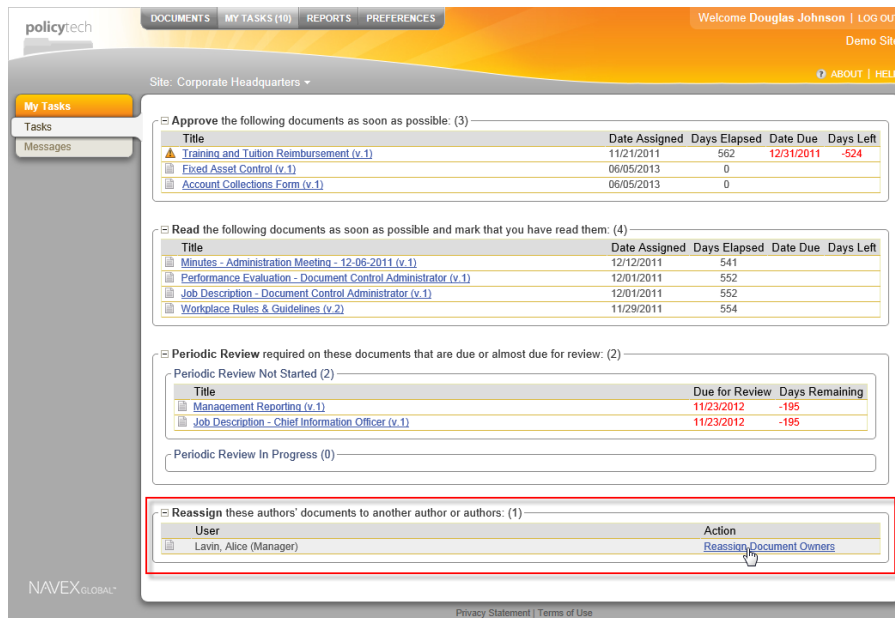 policytech
DOCUMENTS MY TASKS (10) REPORTS PREFERENCES
Welcome Douglas Johnson | LOG OUT
Demo Site
ABOUT | HELP
Site: Corporate Headquarters
My Tasks
Tasks
Messages
Approve the following documents as soon as possible: (3)
Title Date Assigned Days Elapsed Date Due Days Left
Training and Tuition Reimbursement (v.1) 11/21/2011 562 12/31/2011 -524
Fixed Asset Control (v.1) 06/05/2013 0
Account Collections Form (v.1) 06/05/2013 0
Read the following documents as soon as possible and mark that you have read them: (4)
Title Date Assigned Days Elapsed Date Due Days Left
Minutes - Administration Meeting - 12-06-2011 (v.1) 12/12/2011 541
Performance Evaluation - Document Control Administrator (v.1) 12/01/2011 552
Job Description - Document Control Administrator (v.1) 12/01/2011 552
Workplace Rules & Guidelines (v.2) 11/29/2011 554
Periodic Review required on these documents that are due or almost due for review: (2)
Periodic Review Not Started (2)
Title Due for Review Days Remaining
Management Reporting (v.1) 11/23/2012 -195
Job Description - Chief Information Officer (v.1) 11/23/2012 -195
Periodic Review In Progress (0)
Reassign these authors' documents to another author or authors: (1)
User Action
Lavin, Alice (Manager) Reassign Document Owners
NAVEX GLOBAL™
Privacy Statement | Terms of Use